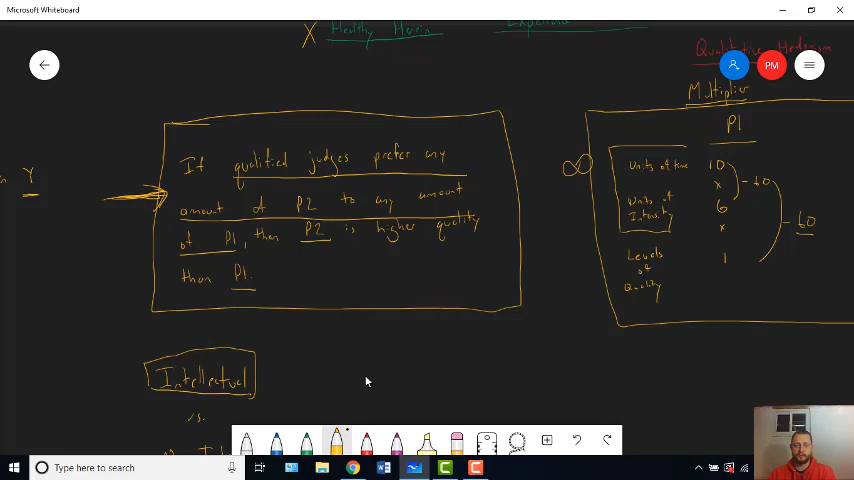 Microsoft Whiteboard
X Healthy Heroin
Qualitative Hedonism
PM
Multiplier
P1
Y
If qualified judges prefer any
amount of P2 to any amount
of P1, then P2 is higher quality
than P1.
∞
Units of time 10
x - 60
Units of
Intensity 6
x - 60
Levels
of
Quality 1
Intellectual
vs.
Type here to search